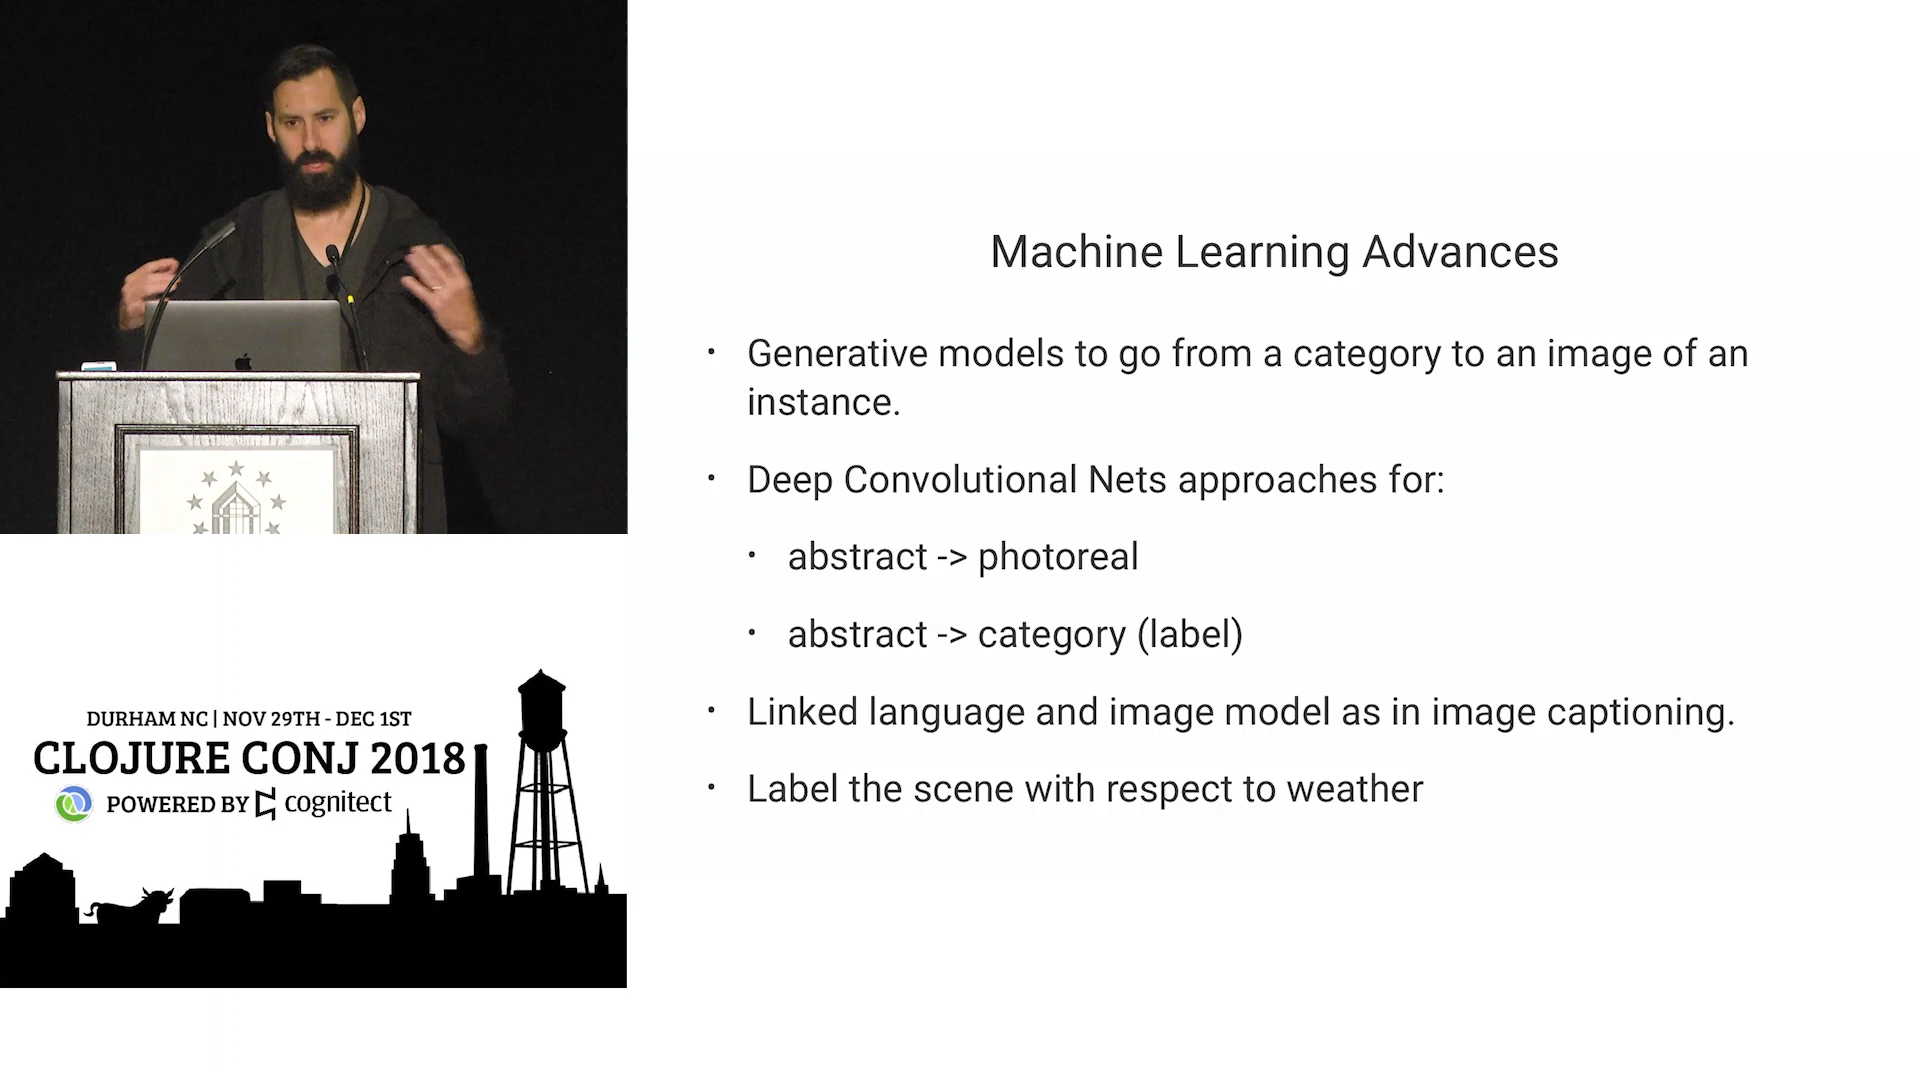 Machine Learning Advances
• Generative models to go from a category to an image of an
instance.
• Deep Convolutional Nets approaches for:
• abstract -> photoreal
• abstract -> category (label)
• Linked language and image model as in image captioning.
• Label the scene with respect to weather
DURHAM NC | NOV 29TH - DEC 1ST
CLOJURE CONJ 2018
POWERED BY cognitect